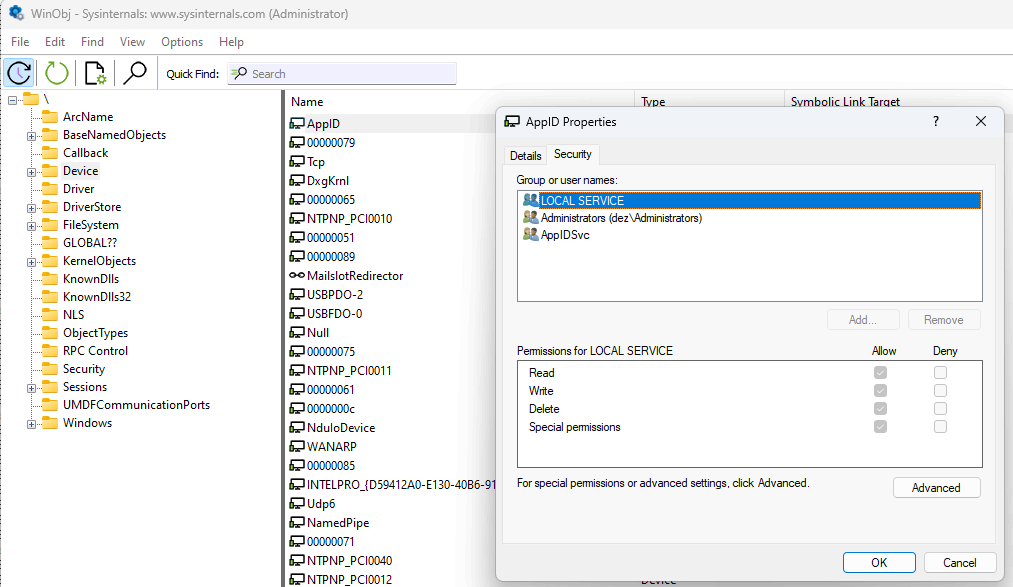 WinObj - Sysinternals: www.sysinternals.com (Administrator)
File Edit Find View Options Help
Quick Find: Search
\
ArcName
BaseNamedObjects
Callback
Device
Driver
DriverStore
FileSystem
GLOBAL??
KernelObjects
KnownDlls
KnownDlls32
NLS
ObjectTypes
RPC Control
Security
Sessions
UMDFCommunicationPorts
Windows
Name Type Symbolic Link Target
AppID
00000079
Tcp
DxgKrnl
00000065
NTPNP_PCI0010
00000051
00000089
MailslotRedirector
USBPDO-2
USBFDO-0
Null
00000075
NTPNP_PCI0011
00000061
0000000c
NduIoDevice
WANARP
00000085
INTELPRO_{D59412A0-E130-40B6-91
Udp6
NamedPipe
00000071
NTPNP_PCI0040
NTPNP_PCI0012
Device
AppID Properties ?
Details Security
Group or user names:
LOCAL SERVICE
Administrators (dez\Administrators)
AppIDSvc
Add... Remove
Permissions for LOCAL SERVICE Allow Deny
Read
Write
Delete
Special permissions
For special permissions or advanced settings, click Advanced.
Advanced
OK Cancel